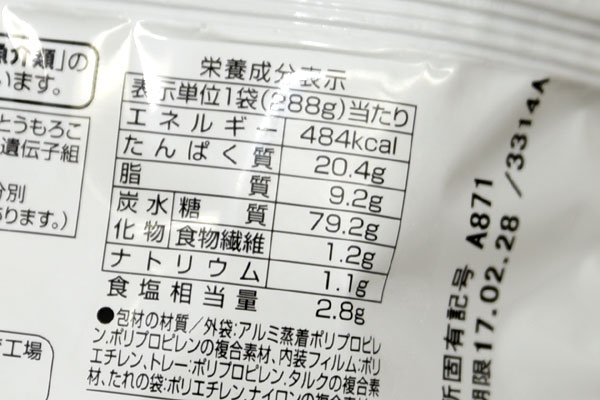 魚介類」の
います。
とうもろこ
遺伝子組
分別
あります。）
工場
栄養成分表示
表示単位1袋(288g)当たり
エネルギー 484kcal
たんぱく質 20.4g
脂質 9.2g
炭水化物 糖質 79.2g
食物繊維 1.2g
ナトリウム 1.1g
食塩相当量 2.8g
●包材の材質／外袋:アルミ蒸着ポリプロピレ
ン,ポリプロピレンの複合素材、内装フィルム:ポリ
エチレン、トレー:ポリプロピレン,タルクの複合素
材、たれの袋:ポリエチレン,ナイロンの複合素
固有記号 A871
期限17.02.28 /3314A